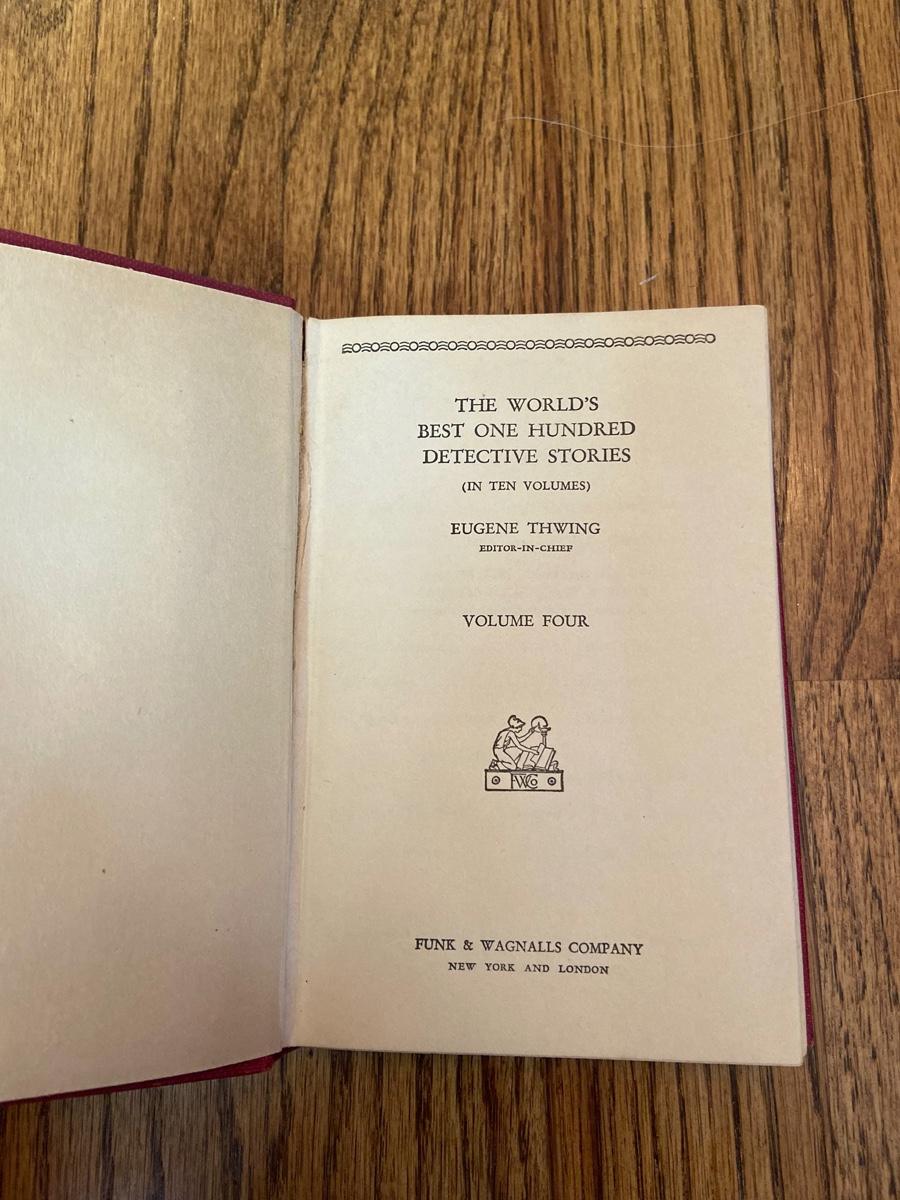 THE WORLD'S
BEST ONE HUNDRED
DETECTIVE STORIES
(IN TEN VOLUMES)
EUGENE THWING
EDITOR-IN-CHIEF
VOLUME FOUR
FWCo
FUNK & WAGNALLS COMPANY
NEW YORK AND LONDON